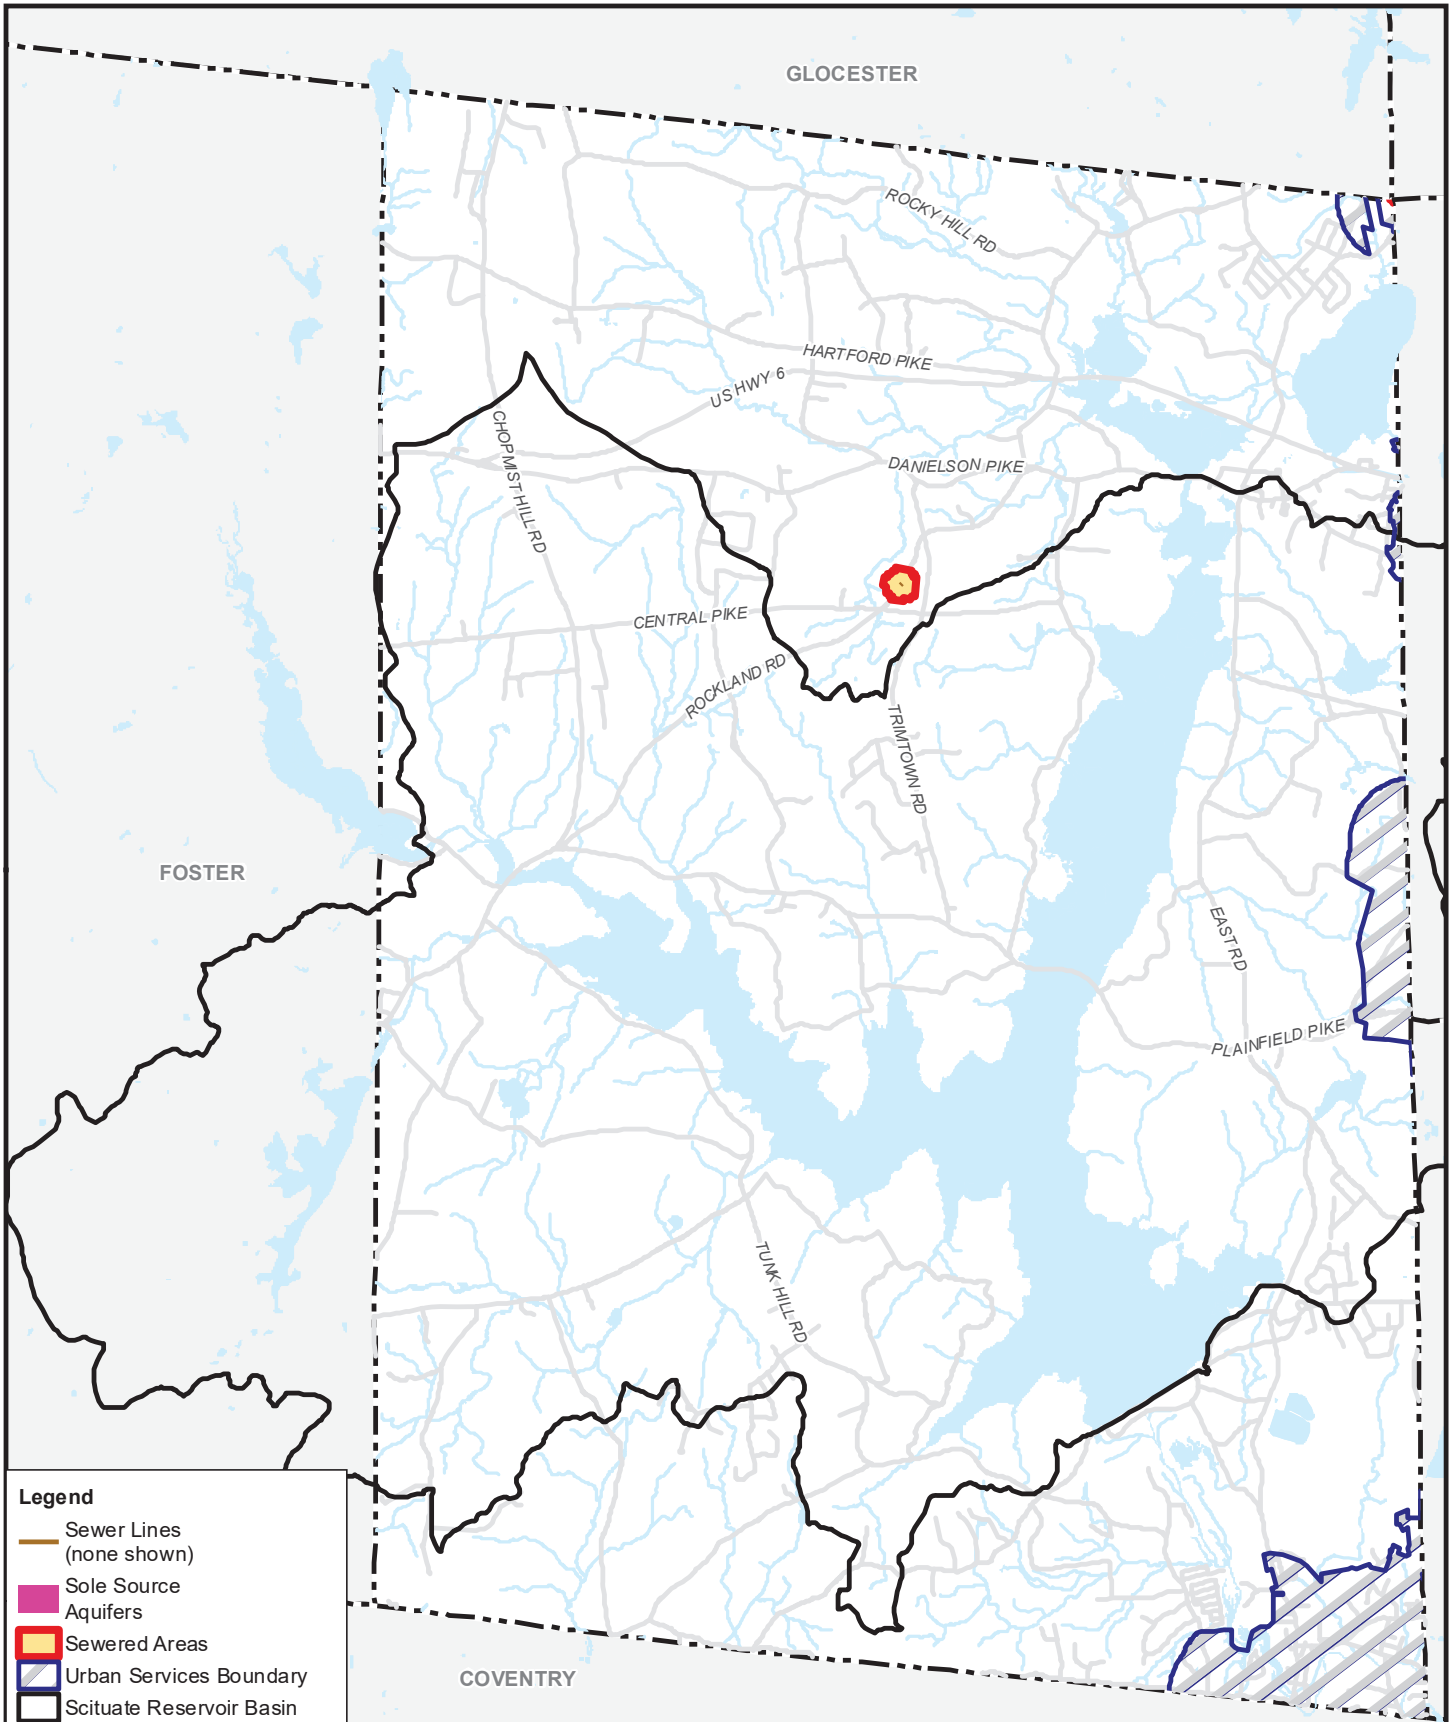 GLOCESTER
ROCKY HILL RD
HARTFORD PIKE
US HWY 6
CHOPMIST HILL RD
DANIELSON PIKE
CENTRAL PIKE
ROCKLAND RD
TRIMTOWN RD
FOSTER
EAST RD
PLAINFIELD PIKE
TUNK HILL RD
COVENTRY
Legend
Sewer Lines
(none shown)
Sole Source
Aquifers
Sewered Areas
Urban Services Boundary
Scituate Reservoir Basin